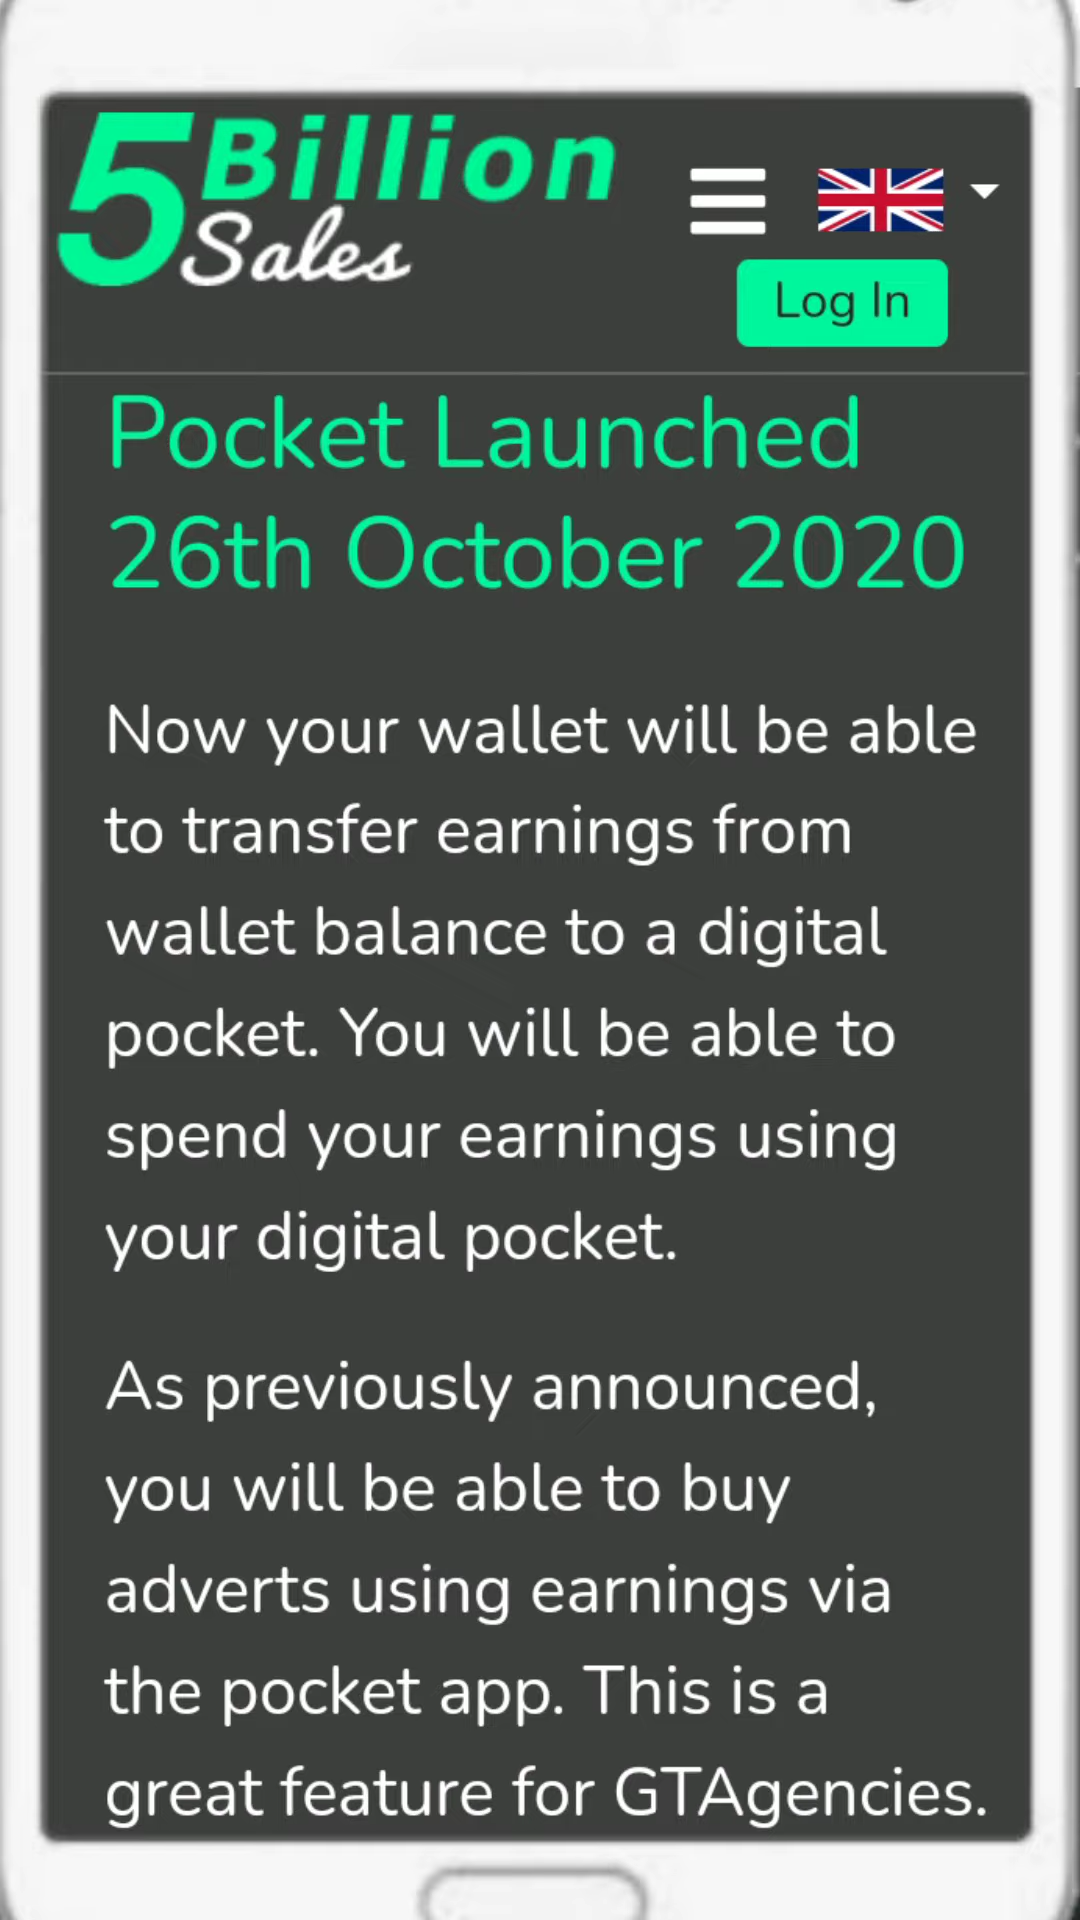 5 Billion
Sales
Log In
Pocket Launched
26th October 2020
Now your wallet will be able
to transfer earnings from
wallet balance to a digital
pocket. You will be able to
spend your earnings using
your digital pocket.
As previously announced,
you will be able to buy
adverts using earnings via
the pocket app. This is a
great feature for GTAgencies.